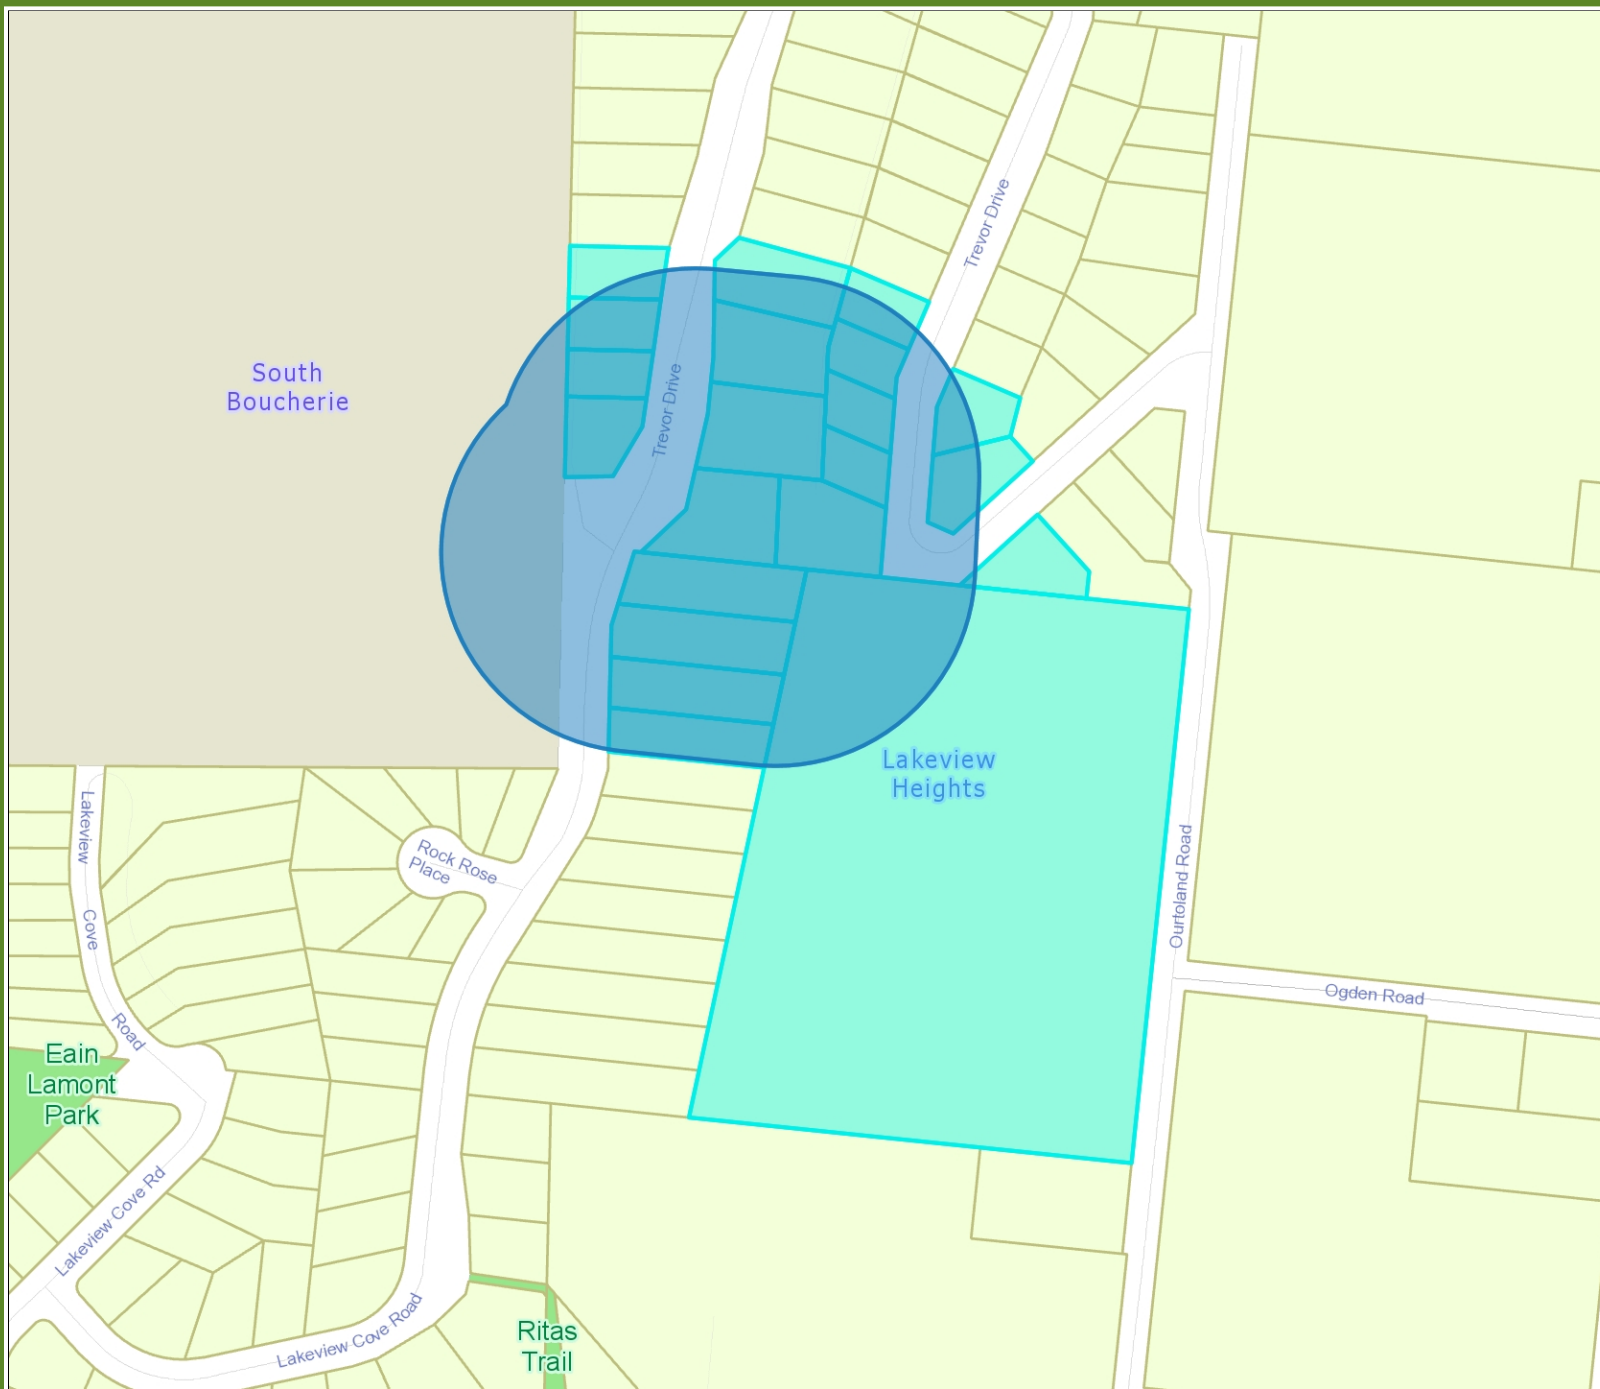 Trevor Drive
South
Boucherie
Trevor Drive
Lakeview
Heights
Lakeview
Cove
Road
Rock Rose
Place
Ourtoland Road
Ogden Road
Eain
Lamont
Park
Lakeview Cove Rd
Lakeview Cove Road
Ritas
Trail